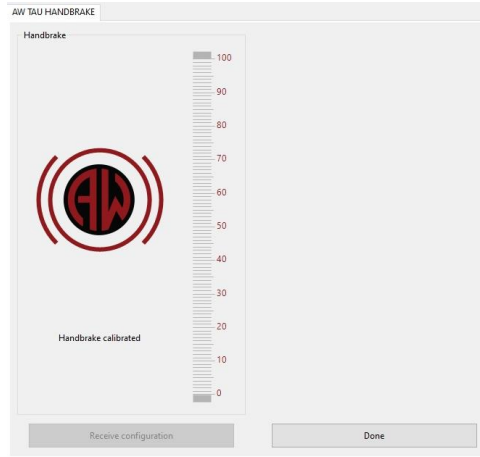 AW TAU HANDBRAKE
Handbrake
100
90
80
70
60
50
40
30
20
10
0
AW
Handbrake calibrated
Receive configuration
Done